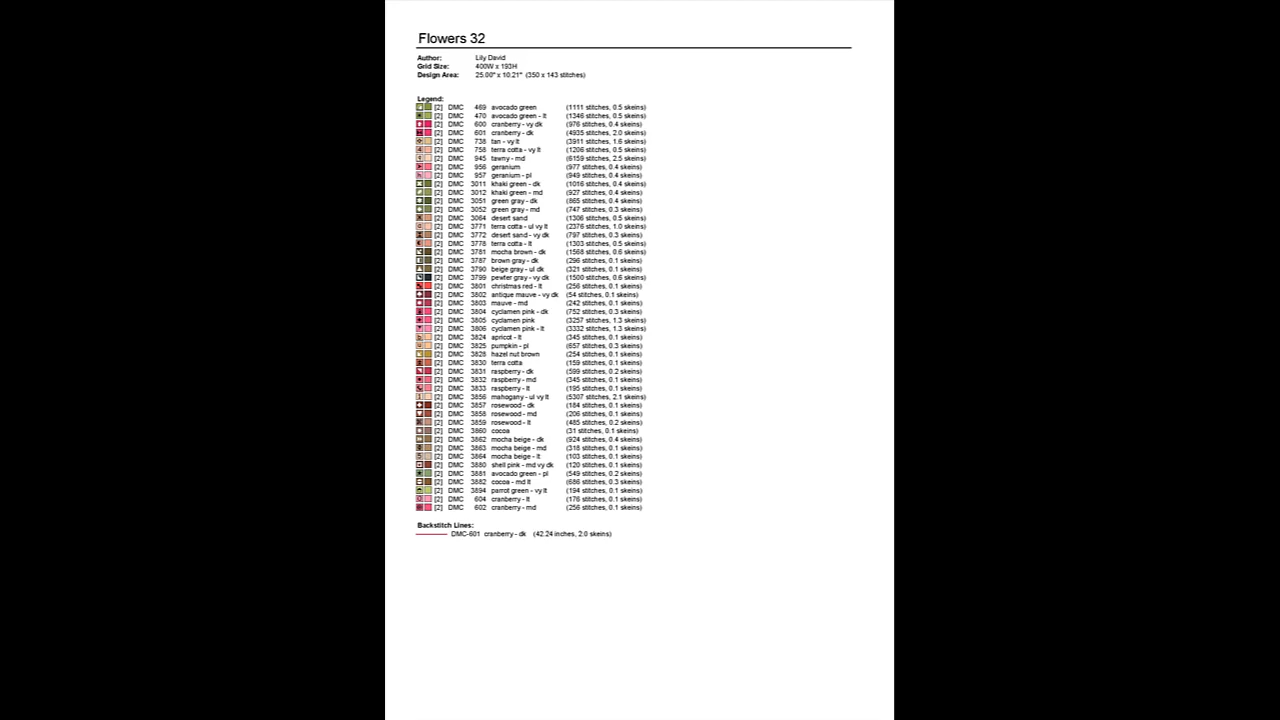 Flowers 32
Author: Lily David
Grid Size: 400W x 193H
Design Area: 25.00" x 10.21" (350 x 143 stitches)
Legend:
[2] DMC 469 avocado green (1111 stitches, 0.5 skeins)
[2] DMC 470 avocado green - lt (1346 stitches, 0.5 skeins)
[2] DMC 600 cranberry - vy dk (976 stitches, 0.4 skeins)
[2] DMC 601 cranberry - dk (4935 stitches, 2.0 skeins)
[2] DMC 738 tan - vy lt (3911 stitches, 1.6 skeins)
[2] DMC 758 terra cotta - vy lt (1206 stitches, 0.5 skeins)
[2] DMC 945 tawny - md (6159 stitches, 2.5 skeins)
[2] DMC 956 geranium (977 stitches, 0.4 skeins)
[2] DMC 957 geranium - pl (949 stitches, 0.4 skeins)
[2] DMC 3011 khaki green - dk (1016 stitches, 0.4 skeins)
[2] DMC 3012 khaki green - md (927 stitches, 0.4 skeins)
[2] DMC 3051 green gray - dk (865 stitches, 0.4 skeins)
[2] DMC 3052 green gray - md (747 stitches, 0.3 skeins)
[2] DMC 3064 desert sand (1306 stitches, 0.5 skeins)
[2] DMC 3771 terra cotta - ul vy lt (2376 stitches, 1.0 skeins)
[2] DMC 3772 desert sand - vy dk (797 stitches, 0.3 skeins)
[2] DMC 3778 terra cotta - lt (1303 stitches, 0.5 skeins)
[2] DMC 3781 mocha brown - dk (1568 stitches, 0.6 skeins)
[2] DMC 3787 brown gray - dk (296 stitches, 0.1 skeins)
[2] DMC 3790 beige gray - ul dk (321 stitches, 0.1 skeins)
[2] DMC 3799 pewter gray - vy dk (1500 stitches, 0.6 skeins)
[2] DMC 3801 christmas red - lt (256 stitches, 0.1 skeins)
[2] DMC 3802 antique mauve - vy dk (54 stitches, 0.1 skeins)
[2] DMC 3803 mauve - md (242 stitches, 0.1 skeins)
[2] DMC 3804 cyclamen pink - dk (752 stitches, 0.3 skeins)
[2] DMC 3805 cyclamen pink (3257 stitches, 1.3 skeins)
[2] DMC 3806 cyclamen pink - lt (3332 stitches, 1.3 skeins)
[2] DMC 3824 apricot - lt (345 stitches, 0.1 skeins)
[2] DMC 3825 pumpkin - pl (657 stitches, 0.3 skeins)
[2] DMC 3828 hazel nut brown (254 stitches, 0.1 skeins)
[2] DMC 3830 terra cotta (159 stitches, 0.1 skeins)
[2] DMC 3831 raspberry - dk (599 stitches, 0.2 skeins)
[2] DMC 3832 raspberry - md (345 stitches, 0.1 skeins)
[2] DMC 3833 raspberry - lt (195 stitches, 0.1 skeins)
[2] DMC 3856 mahogany - ul vy lt (5307 stitches, 2.1 skeins)
[2] DMC 3857 rosewood - dk (184 stitches, 0.1 skeins)
[2] DMC 3858 rosewood - md (206 stitches, 0.1 skeins)
[2] DMC 3859 rosewood - lt (485 stitches, 0.2 skeins)
[2] DMC 3860 cocoa (31 stitches, 0.1 skeins)
[2] DMC 3862 mocha beige - dk (924 stitches, 0.4 skeins)
[2] DMC 3863 mocha beige - md (318 stitches, 0.1 skeins)
[2] DMC 3864 mocha beige - lt (103 stitches, 0.1 skeins)
[2] DMC 3880 shell pink - md vy dk (120 stitches, 0.1 skeins)
[2] DMC 3881 avocado green - pl (549 stitches, 0.2 skeins)
[2] DMC 3882 cocoa - md lt (686 stitches, 0.3 skeins)
[2] DMC 3894 parrot green - vy lt (194 stitches, 0.1 skeins)
[2] DMC 604 cranberry - lt (176 stitches, 0.1 skeins)
[2] DMC 602 cranberry - md (256 stitches, 0.1 skeins)
Backstitch Lines:
DMC-601 cranberry - dk (42.24 inches, 2.0 skeins)